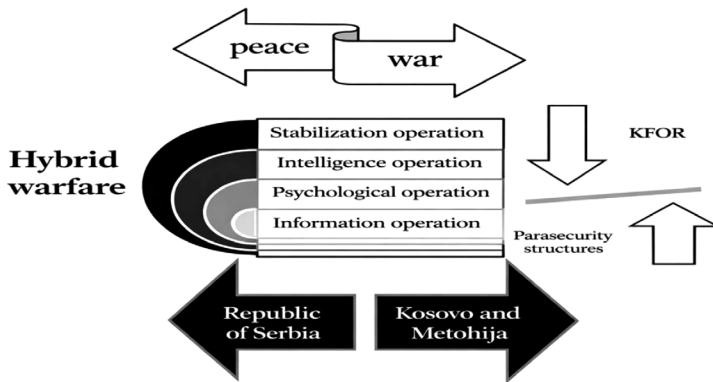 peace
war
Hybrid
warfare
Stabilization operation
Intelligence operation
Psychological operation
Information operation
KFOR
Parasecurity
structures
Republic
of Serbia
Kosovo and
Metohija